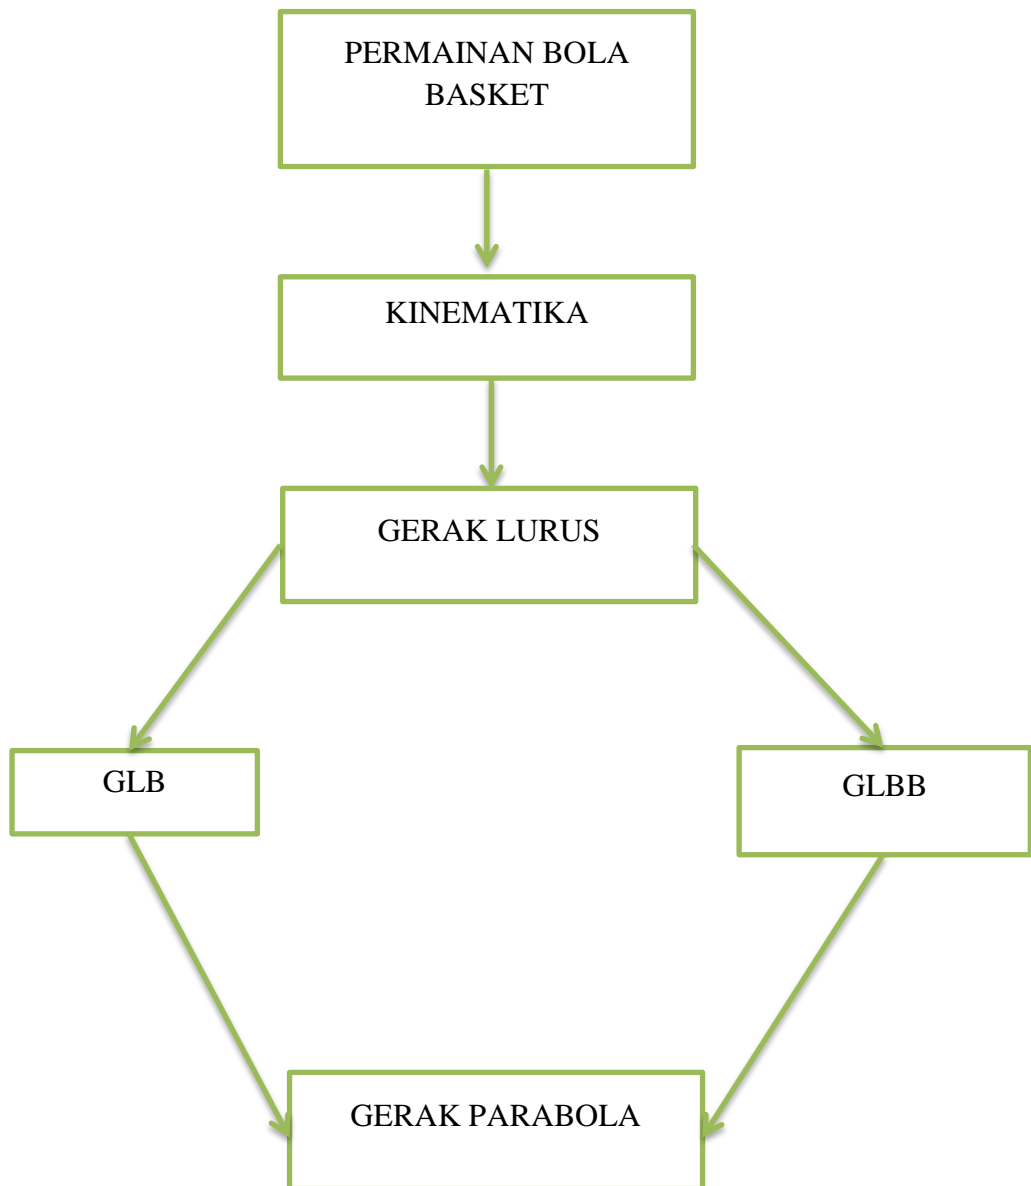 PERMAINAN BOLA
BASKET
KINEMATIKA
GERAK LURUS
GLB
GLBB
GERAK PARABOLA